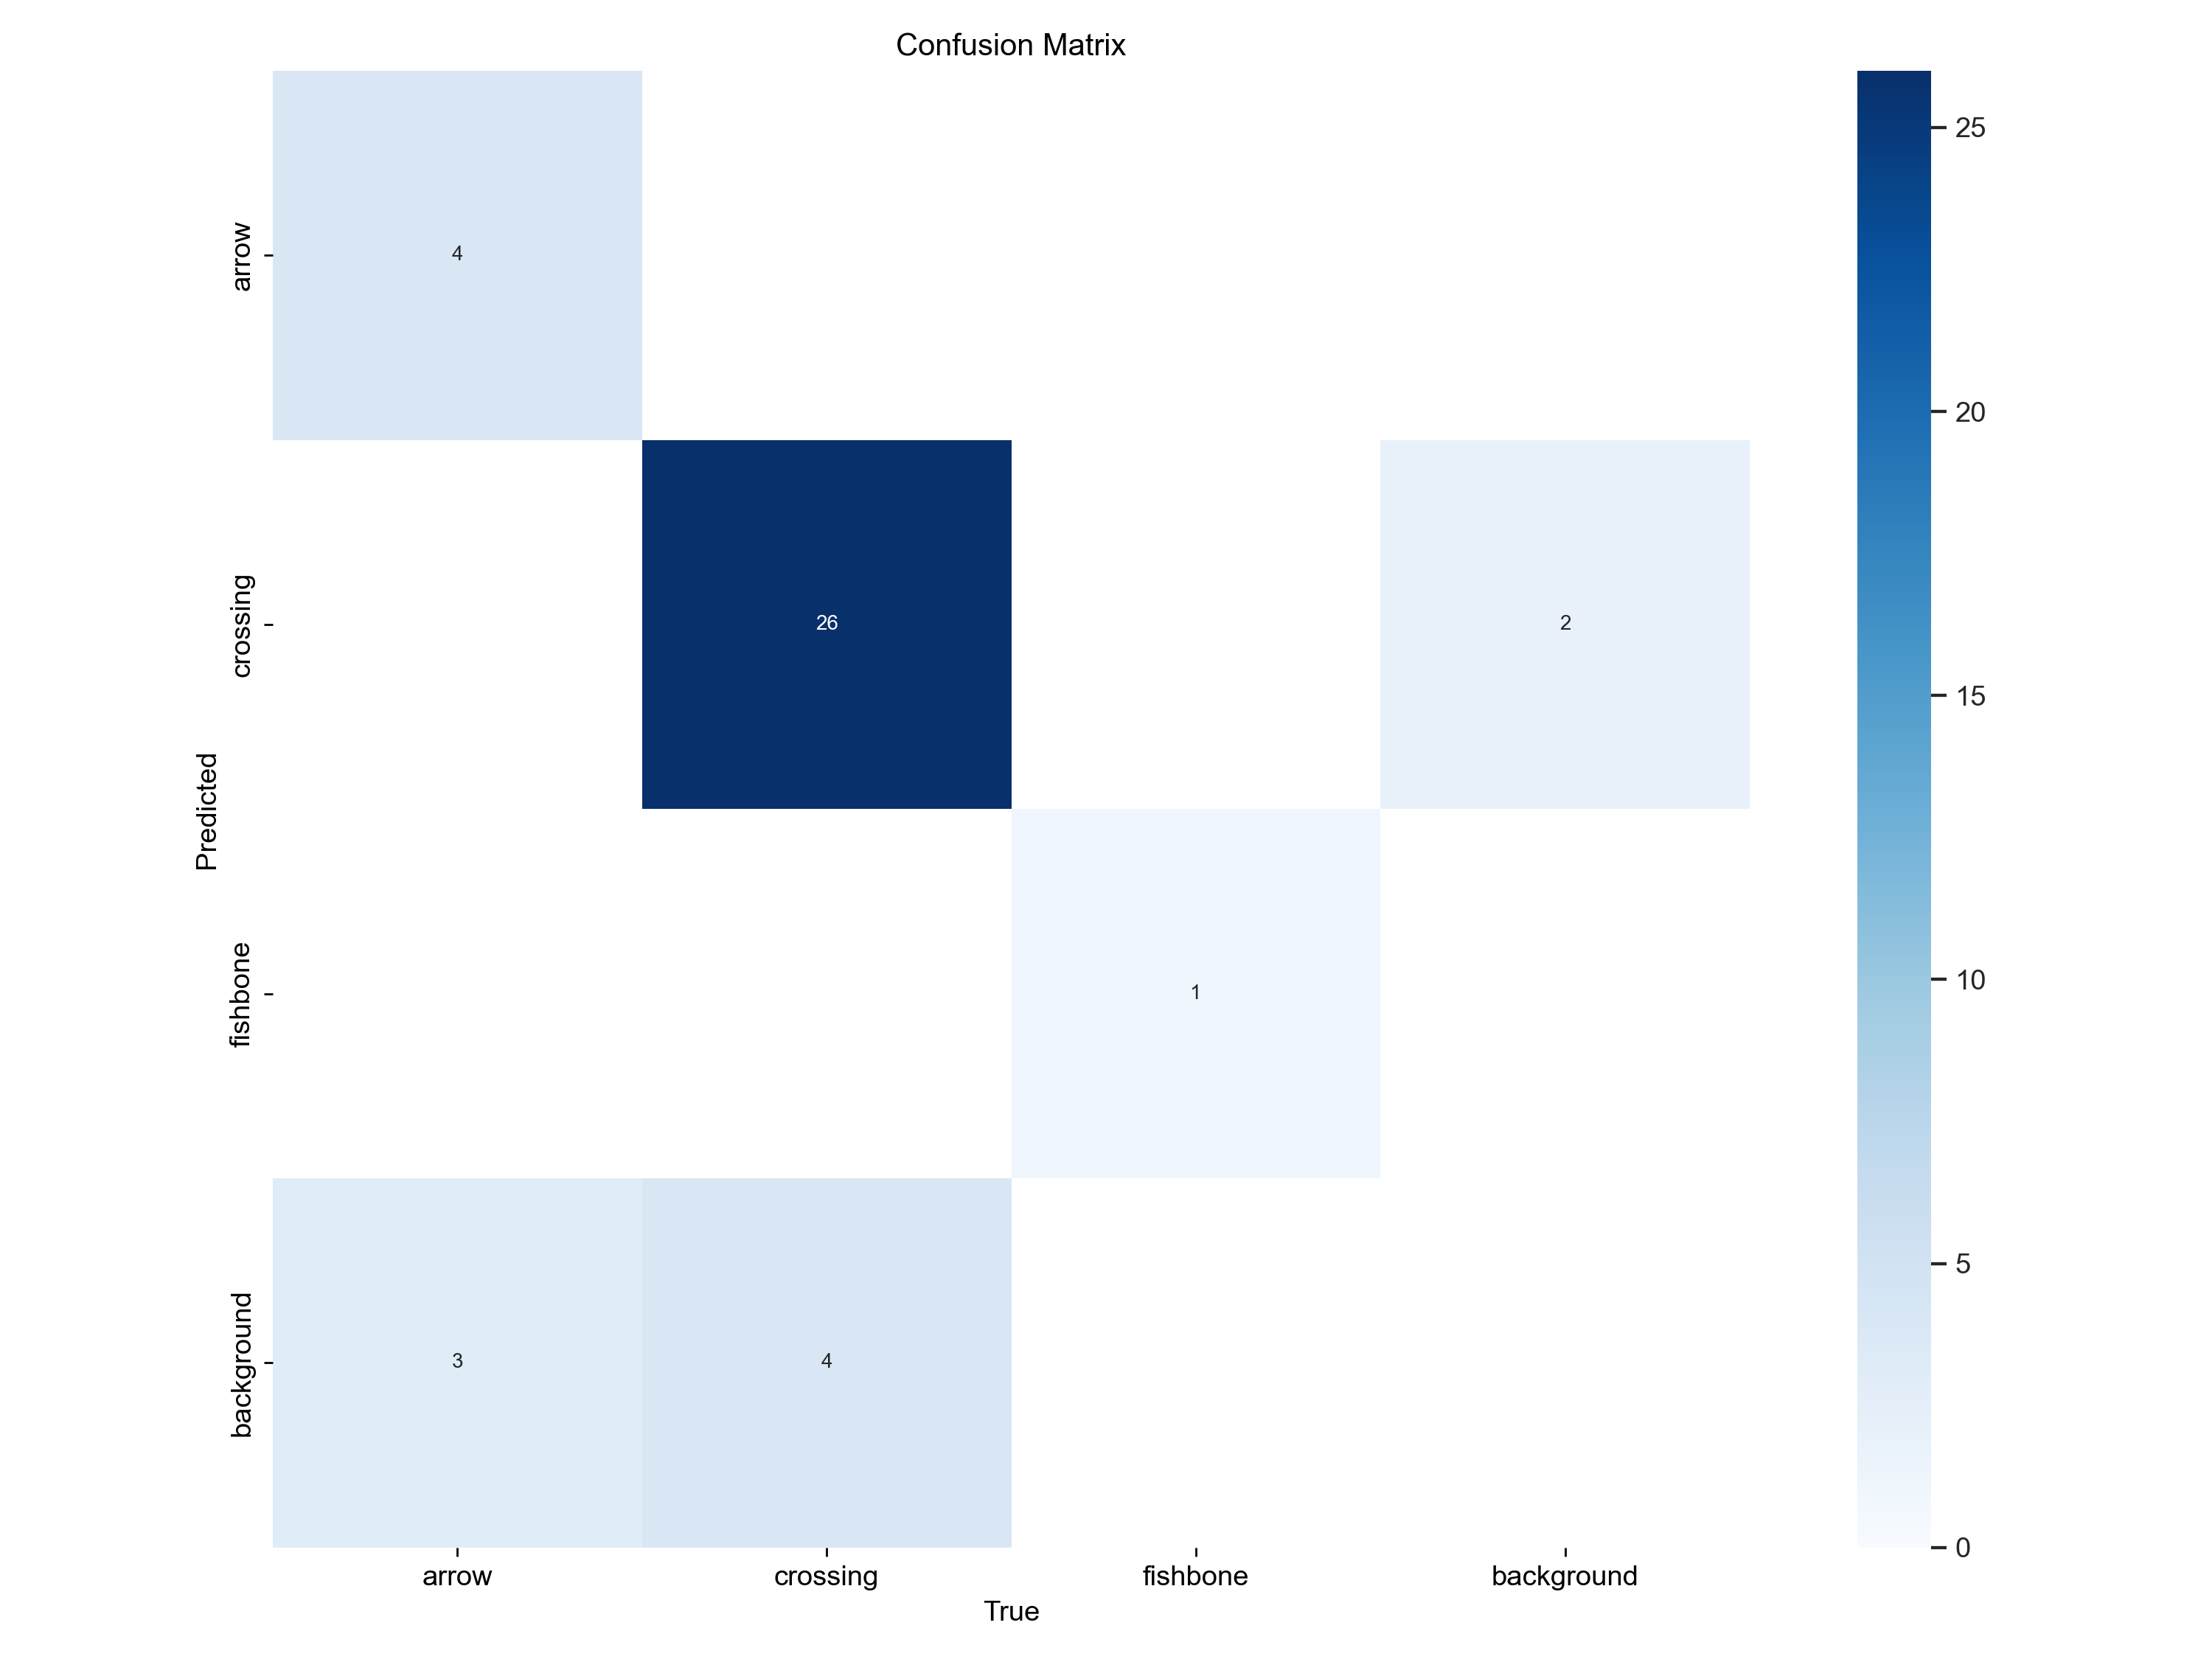 Confusion Matrix
arrow
4
crossing
26
2
Predicted
fishbone
1
background
3
4
arrow
crossing
fishbone
background
True
25
20
15
10
5
0